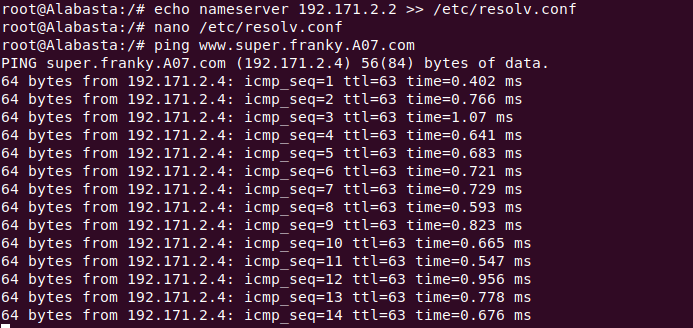 root@Alabasta:/# echo nameserver 192.171.2.2 >> /etc/resolv.conf
root@Alabasta:/# nano /etc/resolv.conf
root@Alabasta:/# ping www.super.franky.A07.com
PING super.franky.A07.com (192.171.2.4) 56(84) bytes of data.
64 bytes from 192.171.2.4: icmp_seq=1 ttl=63 time=0.402 ms
64 bytes from 192.171.2.4: icmp_seq=2 ttl=63 time=0.766 ms
64 bytes from 192.171.2.4: icmp_seq=3 ttl=63 time=1.07 ms
64 bytes from 192.171.2.4: icmp_seq=4 ttl=63 time=0.641 ms
64 bytes from 192.171.2.4: icmp_seq=5 ttl=63 time=0.683 ms
64 bytes from 192.171.2.4: icmp_seq=6 ttl=63 time=0.721 ms
64 bytes from 192.171.2.4: icmp_seq=7 ttl=63 time=0.729 ms
64 bytes from 192.171.2.4: icmp_seq=8 ttl=63 time=0.593 ms
64 bytes from 192.171.2.4: icmp_seq=9 ttl=63 time=0.823 ms
64 bytes from 192.171.2.4: icmp_seq=10 ttl=63 time=0.665 ms
64 bytes from 192.171.2.4: icmp_seq=11 ttl=63 time=0.547 ms
64 bytes from 192.171.2.4: icmp_seq=12 ttl=63 time=0.956 ms
64 bytes from 192.171.2.4: icmp_seq=13 ttl=63 time=0.778 ms
64 bytes from 192.171.2.4: icmp_seq=14 ttl=63 time=0.676 ms